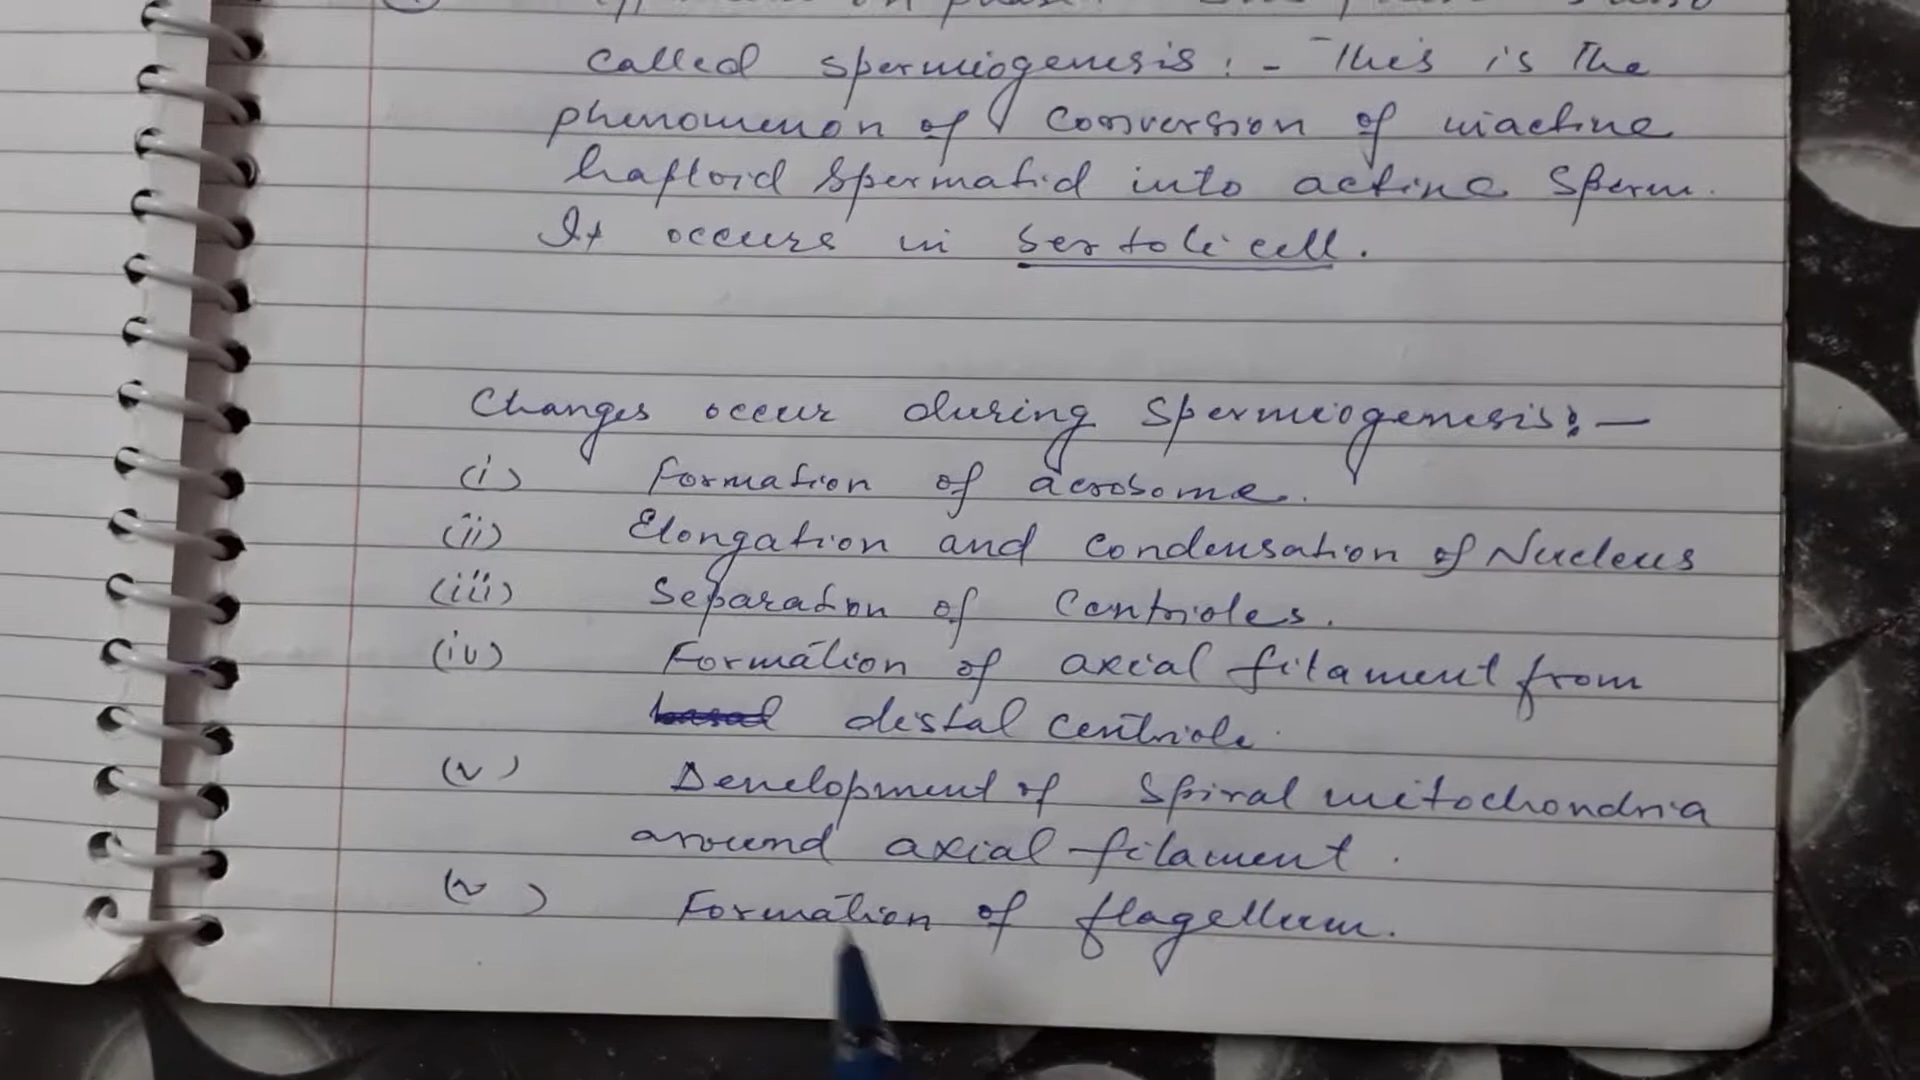 called spermiogenesis :- This is the
phenomenon of conversion of inactive
haploid spermatid into active sperm.
It occurs in sertoli cell.
Changes occur during spermiogenesis :-
(i) Formation of acrosome.
(ii) Elongation and condensation of Nucleus
(iii) Separation of Centrioles.
(iv) Formation of axial filament from
basal distal centriole.
(v) Development of spiral mitochondria
around axial filament.
(v ) Formation of flagellum.